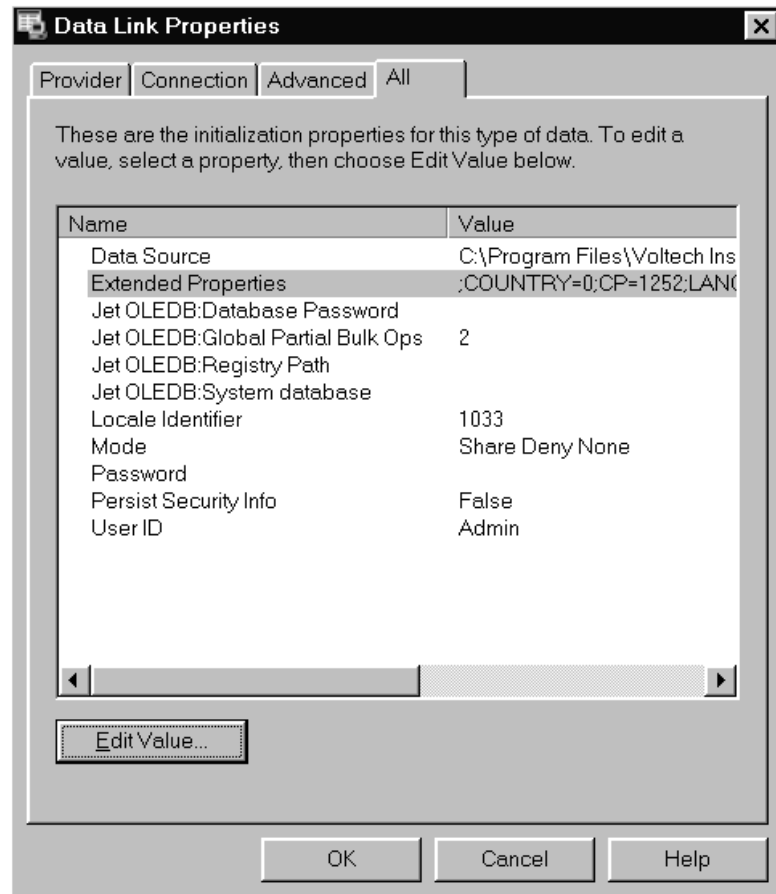 Data Link Properties
Provider Connection Advanced All
These are the initialization properties for this type of data. To edit a
value, select a property, then choose Edit Value below.
Name Value
Data Source C:\Program Files\Voltech Ins
Extended Properties ;COUNTRY=0;CP=1252;LANG
Jet OLEDB:Database Password
Jet OLEDB:Global Partial Bulk Ops 2
Jet OLEDB:Registry Path
Jet OLEDB:System database
Locale Identifier 1033
Mode Share Deny None
Password
Persist Security Info False
User ID Admin
Edit Value...
OK Cancel Help